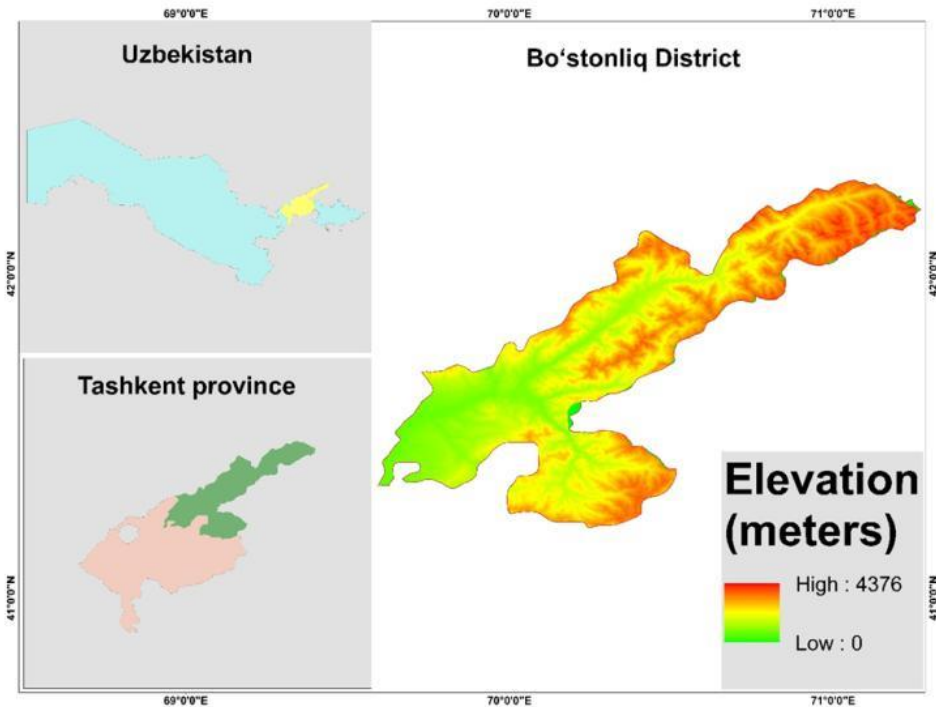 69°0'0"E
70°0'0"E
71°0'0"E
Uzbekistan
Bo‘stonliq District
42°0'0"N
42°0'0"N
Tashkent province
Elevation
(meters)
High : 4376
Low : 0
41°0'0"N
41°0'0"N
69°0'0"E
70°0'0"E
71°0'0"E